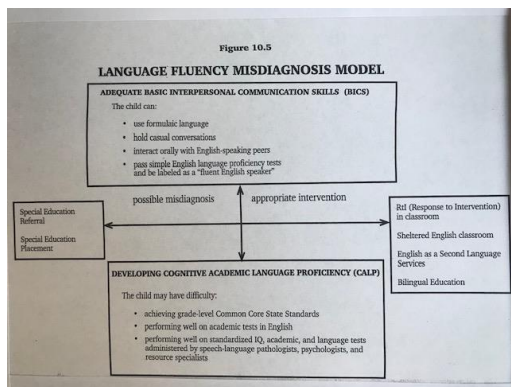 Figure 10.5
LANGUAGE FLUENCY MISDIAGNOSIS MODEL
ADEQUATE BASIC INTERPERSONAL COMMUNICATION SKILLS (BICS)
The child can:
• use formulaic language
• hold casual conversations
• interact orally with English-speaking peers
• pass simple English language proficiency tests
and be labeled as a "fluent English speaker"
possible misdiagnosis
appropriate intervention
Special Education
Referral
Special Education
Placement
RtI (Response to Intervention)
in classroom
Sheltered English classroom
English as a Second Language
Services
Bilingual Education
DEVELOPING COGNITIVE ACADEMIC LANGUAGE PROFICIENCY (CALP)
The child may have difficulty:
• achieving grade-level Common Core State Standards
• performing well on academic tests in English
• performing well on standardized IQ, academic, and language tests
administered by speech-language pathologists, psychologists, and
resource specialists